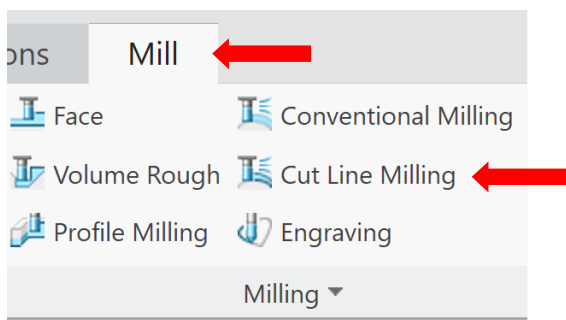 ons Mill
Face Conventional Milling
Volume Rough Cut Line Milling
Profile Milling Engraving
Milling